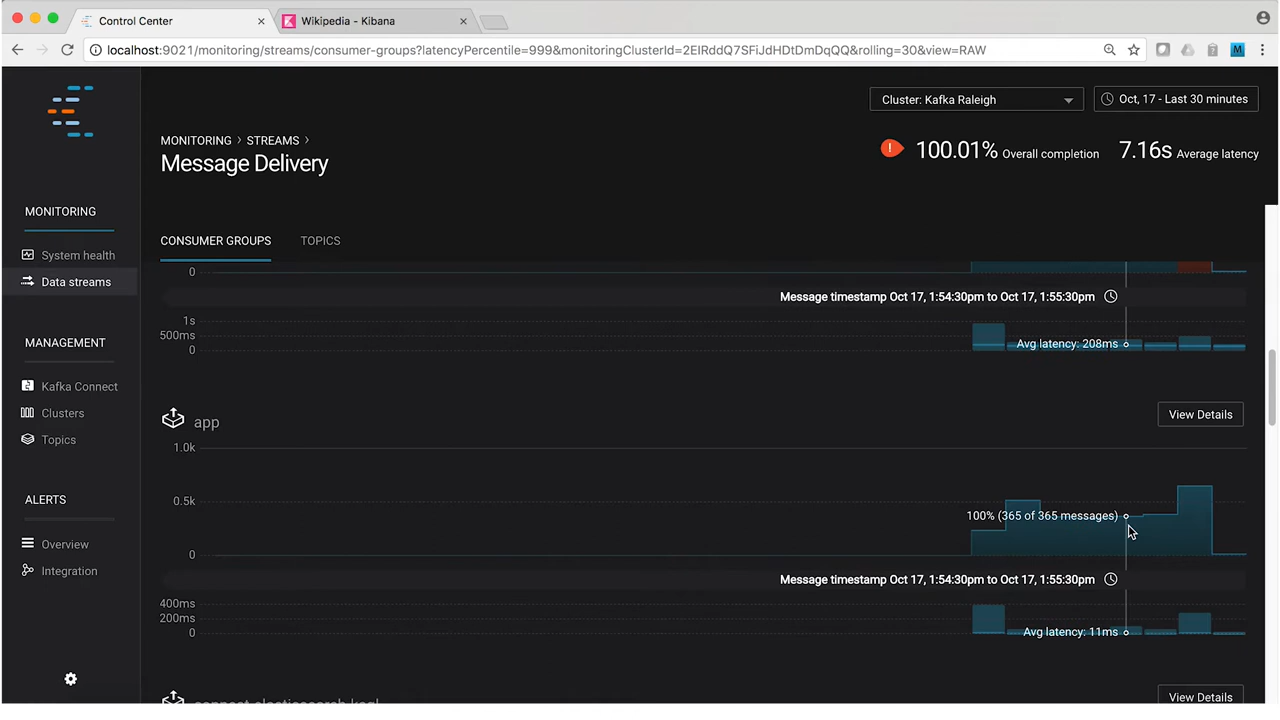 Control Center
Wikipedia - Kibana
localhost:9021/monitoring/streams/consumer-groups?latencyPercentile=999&monitoringClusterId=2EIRddQ7SFiJdHDtDmDqQQ&rolling=30&view=RAW
M
Cluster: Kafka Raleigh
Oct, 17 - Last 30 minutes
MONITORING › STREAMS ›
Message Delivery
100.01% Overall completion
7.16s Average latency
MONITORING
System health
Data streams
MANAGEMENT
Kafka Connect
Clusters
Topics
ALERTS
Overview
Integration
CONSUMER GROUPS
TOPICS
0
Message timestamp Oct 17, 1:54:30pm to Oct 17, 1:55:30pm
1s
500ms
0
Avg latency: 208ms
app
View Details
1.0k
0.5k
0
100% (365 of 365 messages)
Message timestamp Oct 17, 1:54:30pm to Oct 17, 1:55:30pm
400ms
200ms
0
Avg latency: 11ms
View Details